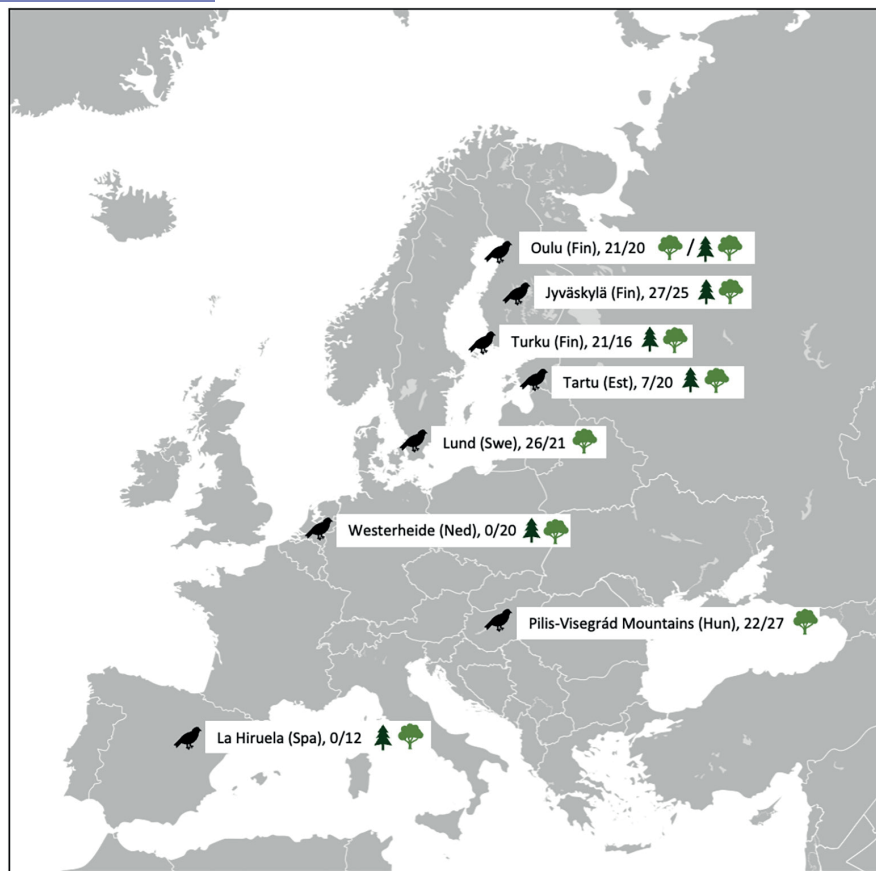 Oulu (Fin), 21/20 /
Jyväskylä (Fin), 27/25
Turku (Fin), 21/16
Tartu (Est), 7/20
Lund (Swe), 26/21
Westerheide (Ned), 0/20
Pilis-Visegrád Mountains (Hun), 22/27
La Hiruela (Spa), 0/12